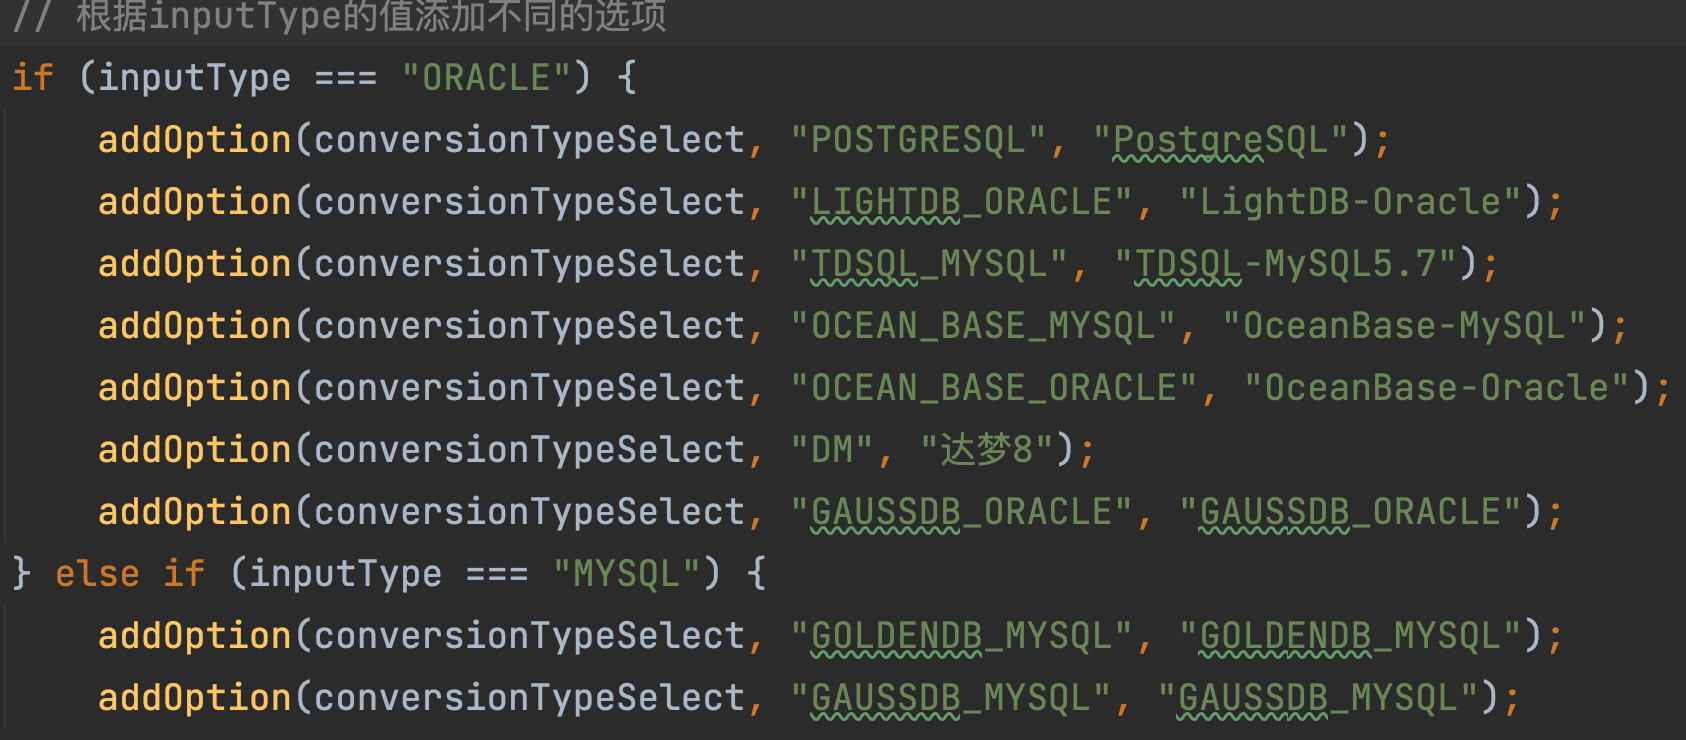 // 根据inputType的值添加不同的选项
if (inputType === "ORACLE") {
addOption(conversionTypeSelect, "POSTGRESQL", "PostgreSQL");
addOption(conversionTypeSelect, "LIGHTDB_ORACLE", "LightDB-Oracle");
addOption(conversionTypeSelect, "TDSQL_MYSQL", "TDSQL-MySQL5.7");
addOption(conversionTypeSelect, "OCEAN_BASE_MYSQL", "OceanBase-MySQL");
addOption(conversionTypeSelect, "OCEAN_BASE_ORACLE", "OceanBase-Oracle");
addOption(conversionTypeSelect, "DM", "达梦8");
addOption(conversionTypeSelect, "GAUSSDB_ORACLE", "GAUSSDB_ORACLE");
} else if (inputType === "MYSQL") {
addOption(conversionTypeSelect, "GOLDENDB_MYSQL", "GOLDENDB_MYSQL");
addOption(conversionTypeSelect, "GAUSSDB_MYSQL", "GAUSSDB_MYSQL");